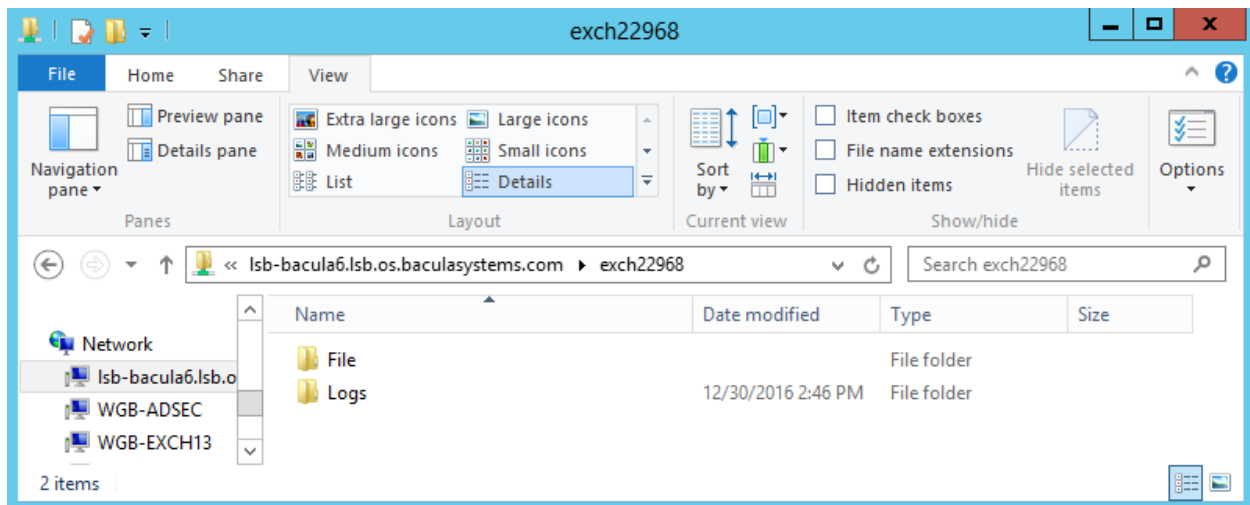 exch22968
File Home Share View
Navigation pane
Preview pane
Details pane
Panes
Extra large icons Large icons
Medium icons Small icons
List Details
Layout
Sort by
Current view
Item check boxes
File name extensions
Hidden items
Hide selected items
Show/hide
Options
« lsb-bacula6.lsb.os.baculasystems.com exch22968
Search exch22968
Network
lsb-bacula6.lsb.o
WGB-ADSEC
WGB-EXCH13
Name Date modified Type Size
File File folder
Logs 12/30/2016 2:46 PM File folder
2 items